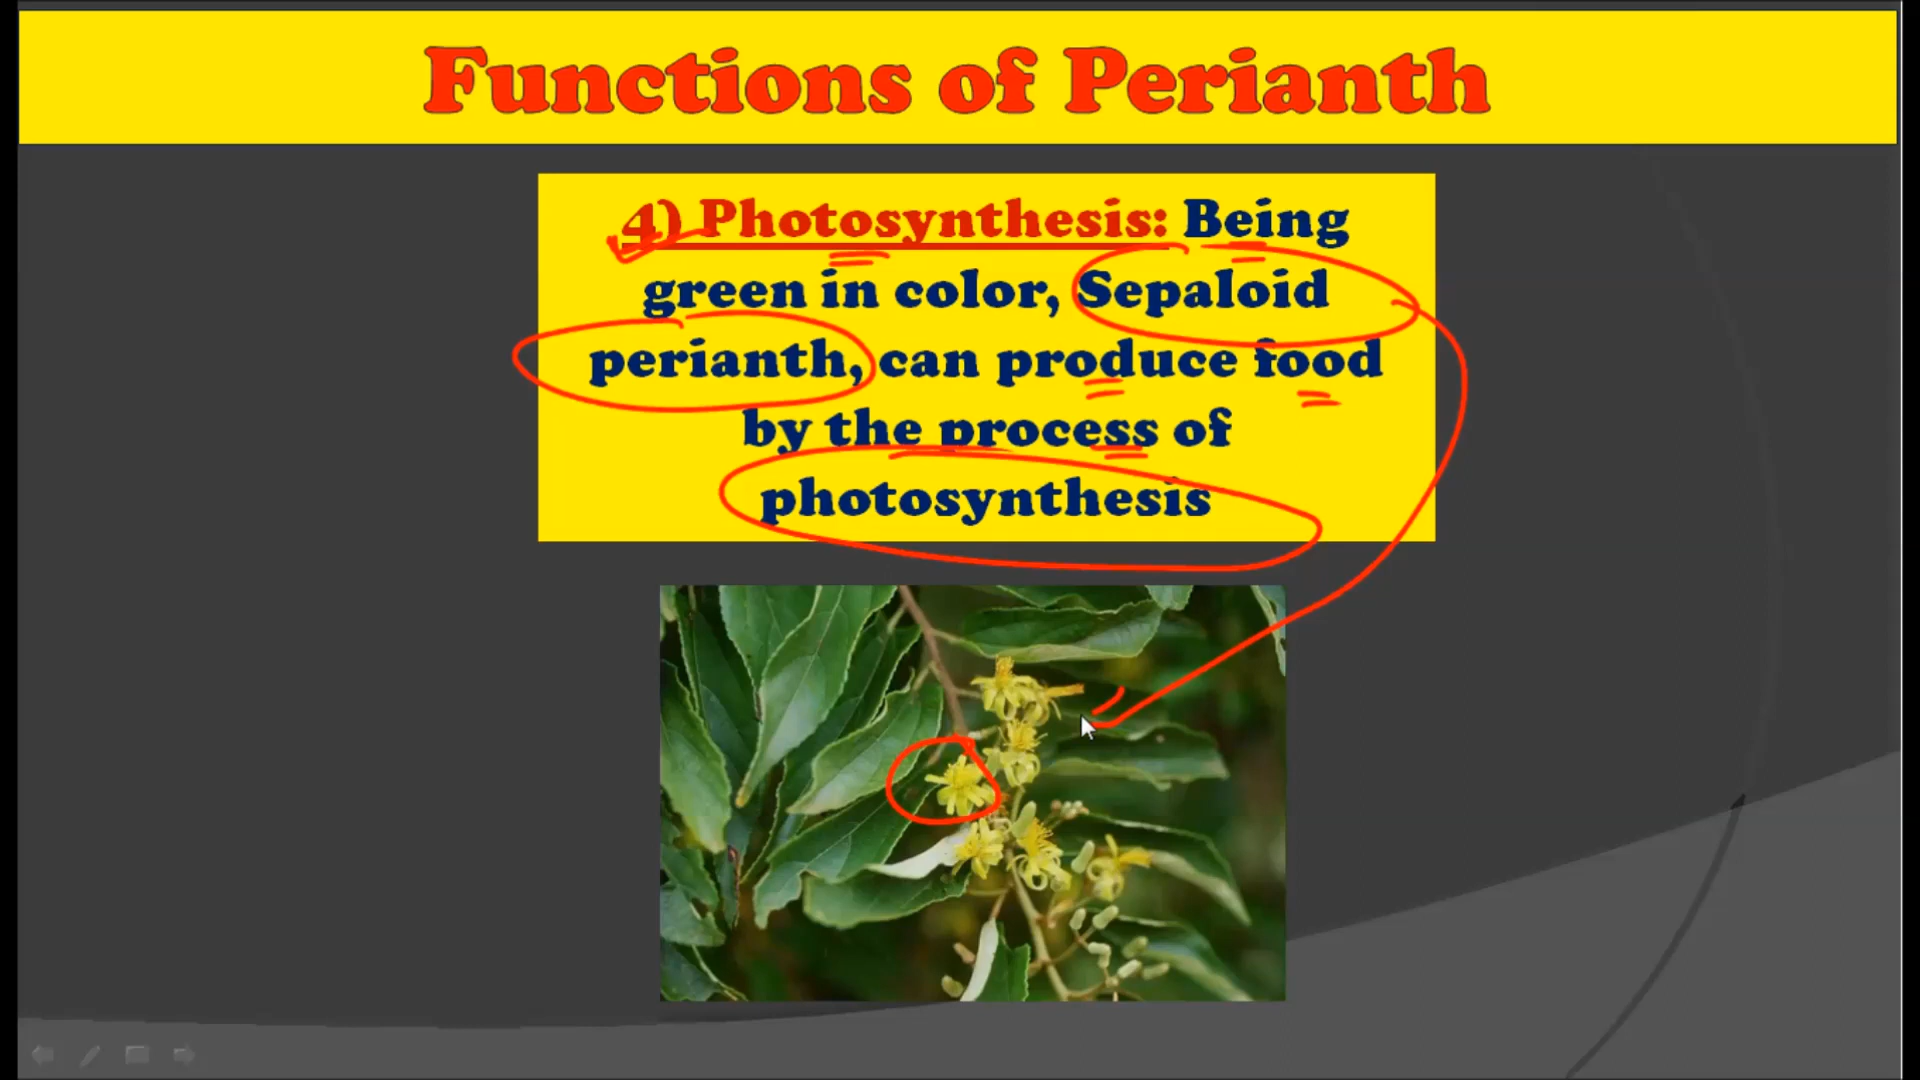 Functions of Perianth
4) Photosynthesis: Being
green in color, Sepaloid
perianth, can produce food
by the process of
photosynthesis